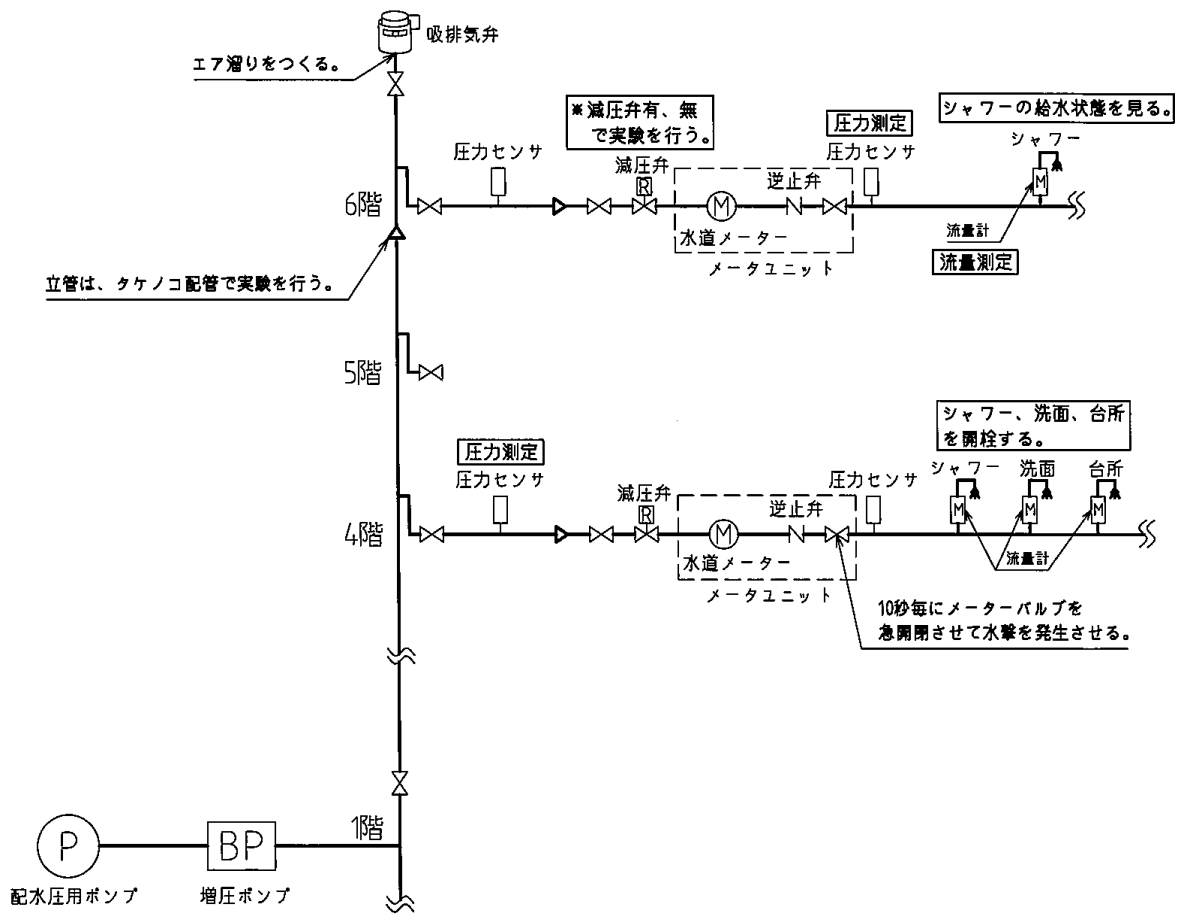 吸排気弁
エア溜りをつくる。
※減圧弁有、無
で実験を行う。
シャワーの給水状態を見る。
圧力測定
圧力センサ
減圧弁
R
圧力センサ
シャワー
M
逆止弁
6階
M
水道メーター
メータユニット
流量計
流量測定
立管は、タケノコ配管で実験を行う。
5階
シャワー、洗面、台所
を開栓する。
圧力測定
圧力センサ
減圧弁
R
逆止弁
圧力センサ
シャワー
洗面
台所
M
M
M
4階
M
水道メーター
メータユニット
流量計
10秒毎にメーターバルブを
急開閉させて水撃を発生させる。
1階
P
BP
配水圧用ポンプ
増圧ポンプ